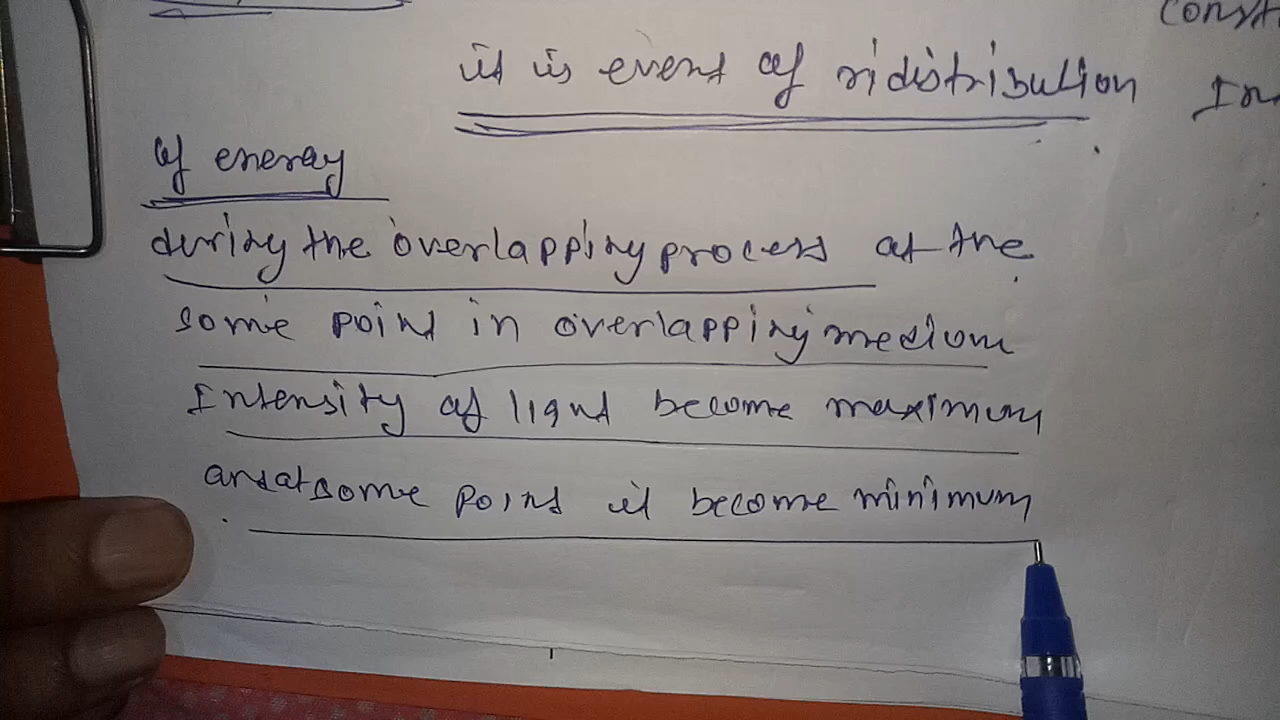 it is event of ridistribution
of energy
during the overlapping process at the
some point in overlapping medium
Intensity of light become maximum
and at some point it become minimum